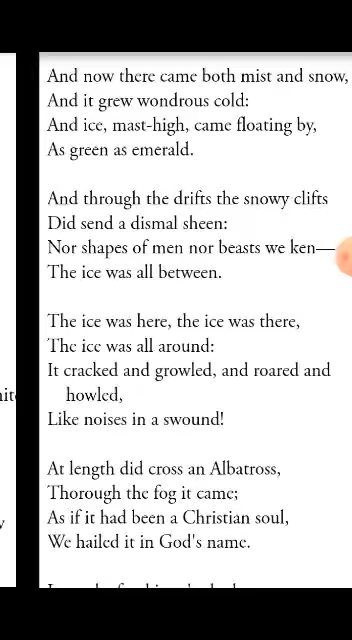 And now there came both mist and snow,
And it grew wondrous cold:
And ice, mast-high, came floating by,
As green as emerald.
And through the drifts the snowy clifts
Did send a dismal sheen:
Nor shapes of men nor beasts we ken—
The ice was all between.
The ice was here, the ice was there,
The ice was all around:
It cracked and growled, and roared and
howled,
Like noises in a swound!
At length did cross an Albatross,
Thorough the fog it came;
As if it had been a Christian soul,
We hailed it in God's name.